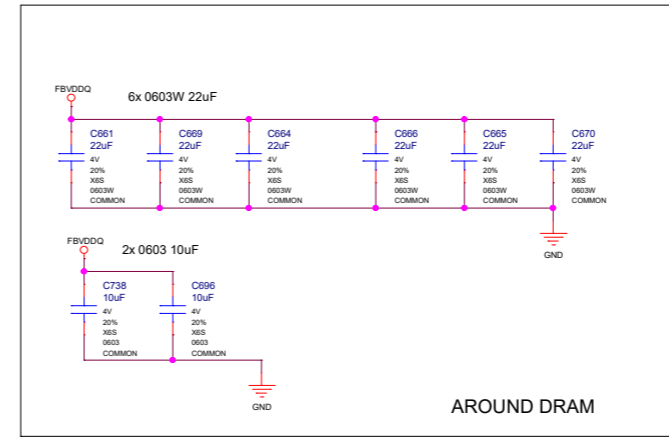 FBVDDQ
6x 0603W 22uF
C661 C669 C664 C666 C665 C670
22uF 22uF 22uF 22uF 22uF 22uF
4V 4V 4V 4V 4V 4V
20% 20% 20% 20% 20% 20%
X6S X6S X6S X6S X6S X6S
0603W 0603W 0603W 0603W 0603W 0603W
COMMON COMMON COMMON COMMON COMMON COMMON
GND
FBVDDQ
2x 0603 10uF
C738 C696
10uF 10uF
4V 4V
20% 20%
X6S X6S
0603 0603
COMMON COMMON
GND
AROUND DRAM